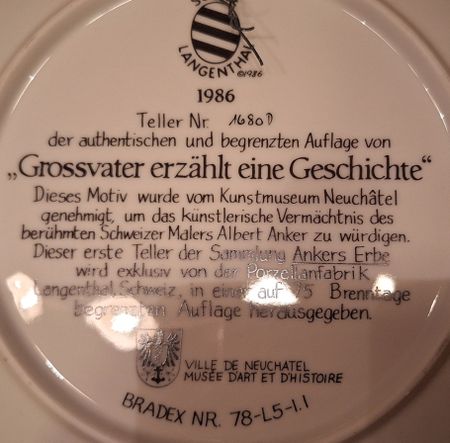 LANGENTHAL
©1986
1986
Teller Nr. 1680D
der authentischen und begrenzten Auflage von
„Grossvater erzählt eine Geschichte“
Dieses Motiv wurde vom Kunstmuseum Neuchâtel
genehmigt, um das künstlerische Vermächtnis des
berühmten Schweizer Malers Albert Anker zu würdigen.
Dieser erste Teller der Sammlung Ankers Erbe
wird exklusiv von der Porzellanfabrik
Langenthal, Schweiz, in einer auf 75 Brenntage
begrenzten Auflage herausgegeben.
VILLE DE NEUCHATEL
MUSÉE D'ART ET D'HISTOIRE
BRADEX NR. 78-L5-1.1